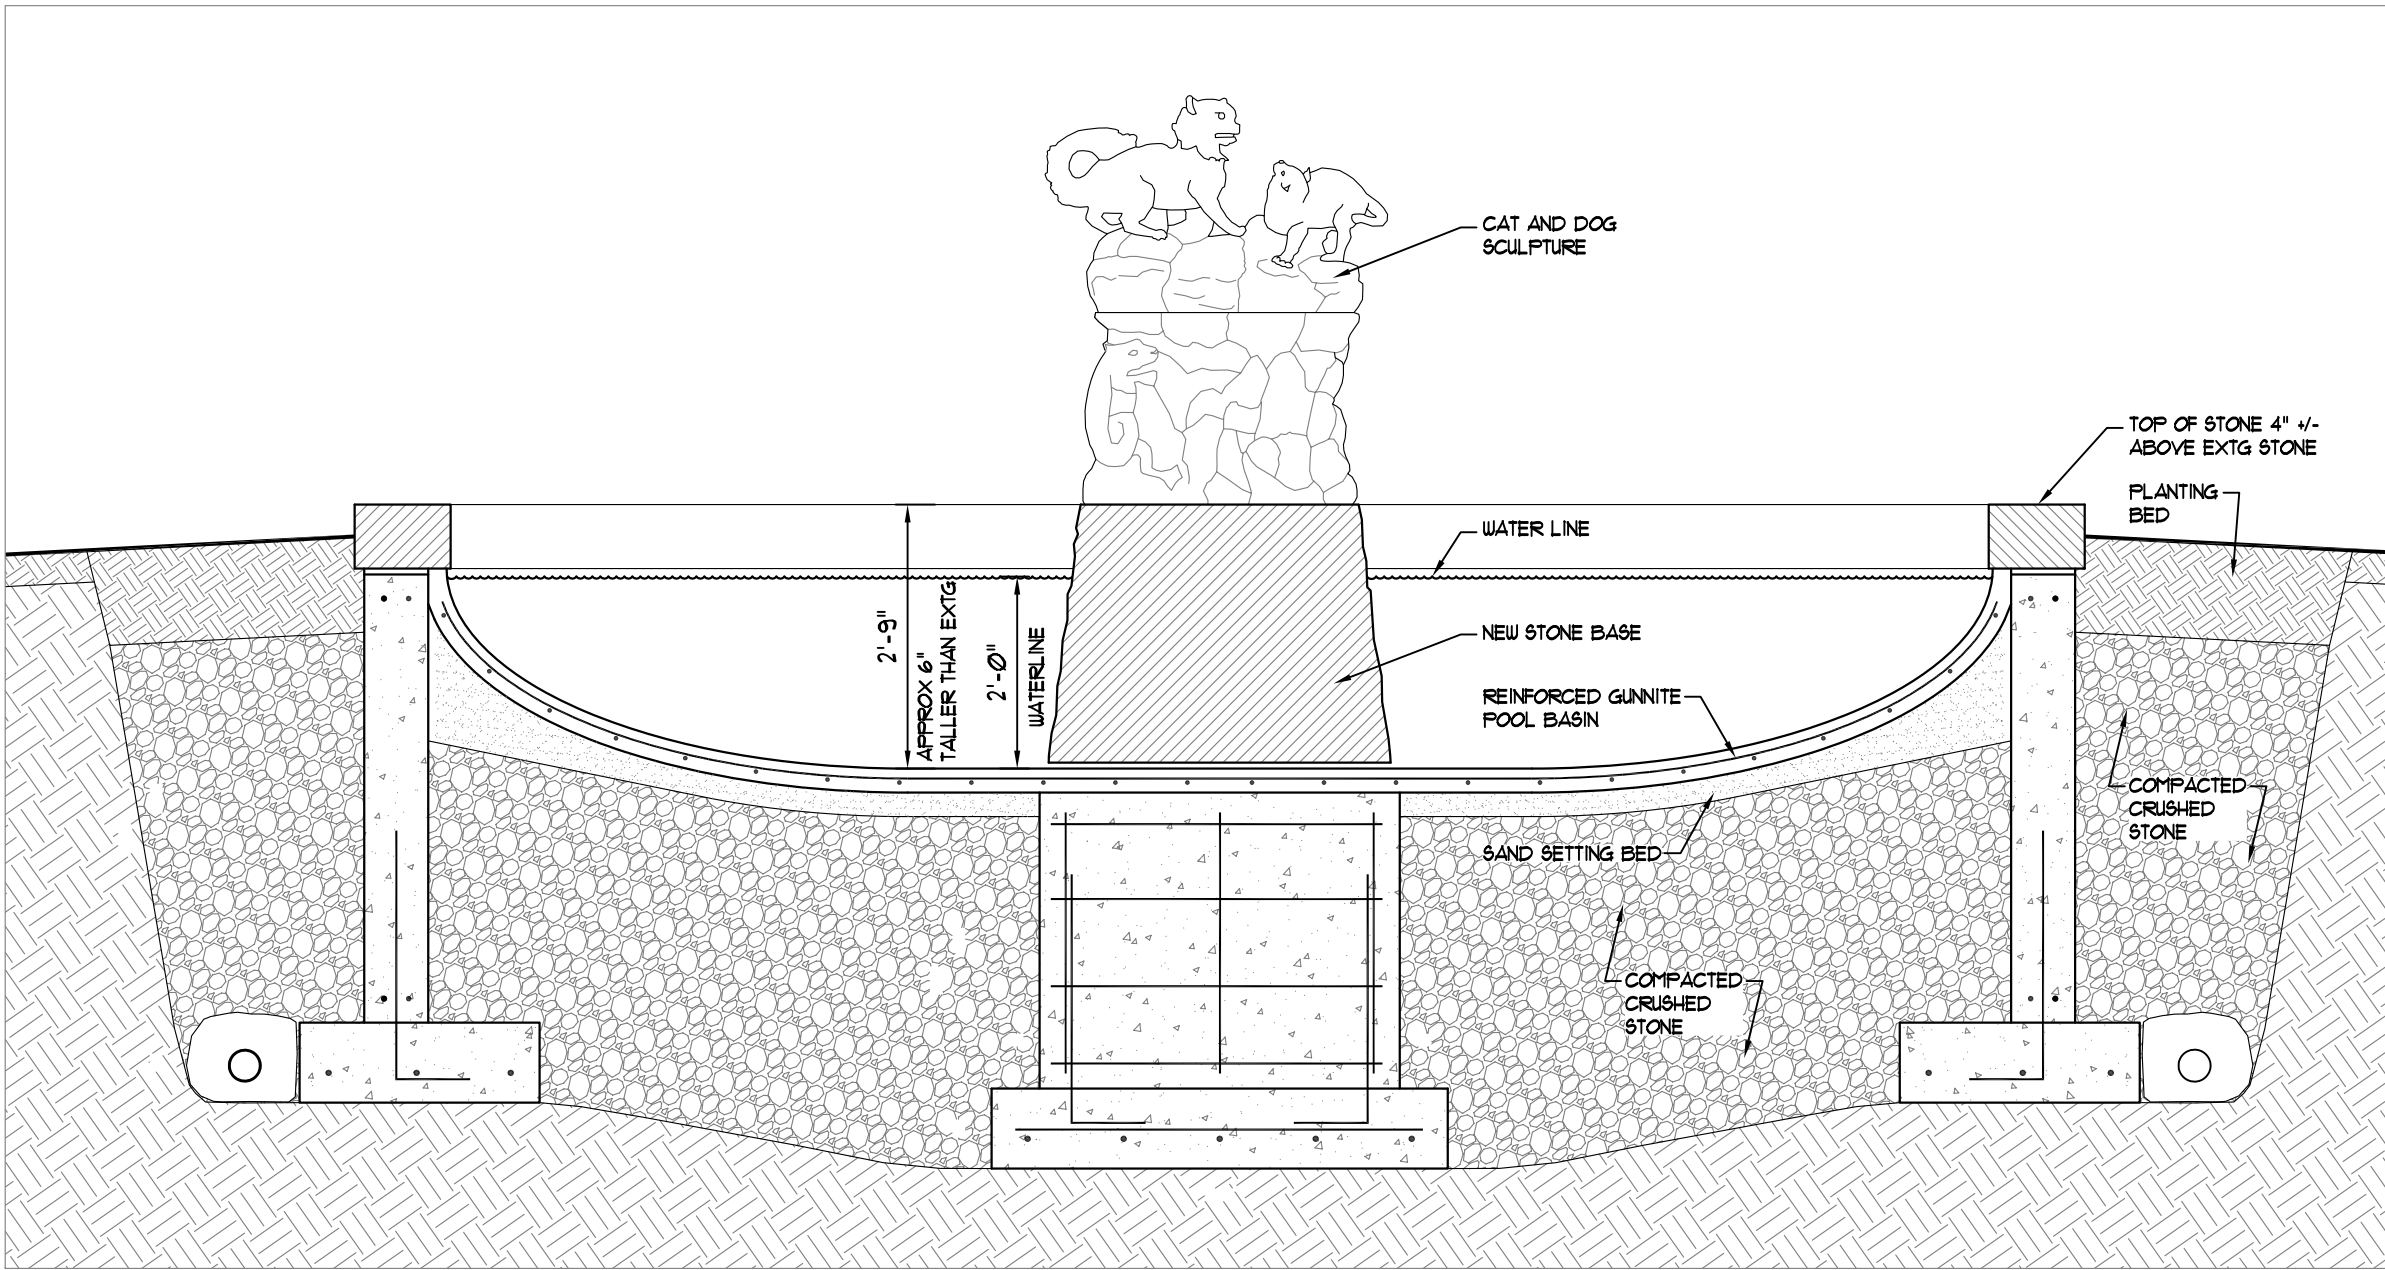 CAT AND DOG
SCULPTURE
TOP OF STONE 4" +/-
ABOVE EXTG STONE
PLANTING
BED
WATER LINE
2'-9"
APPROX 6"
TALLER THAN EXTG
2'-0"
WATERLINE
NEW STONE BASE
REINFORCED GUNNITE
POOL BASIN
COMPACTED
CRUSHED
STONE
SAND SETTING BED
COMPACTED
CRUSHED
STONE